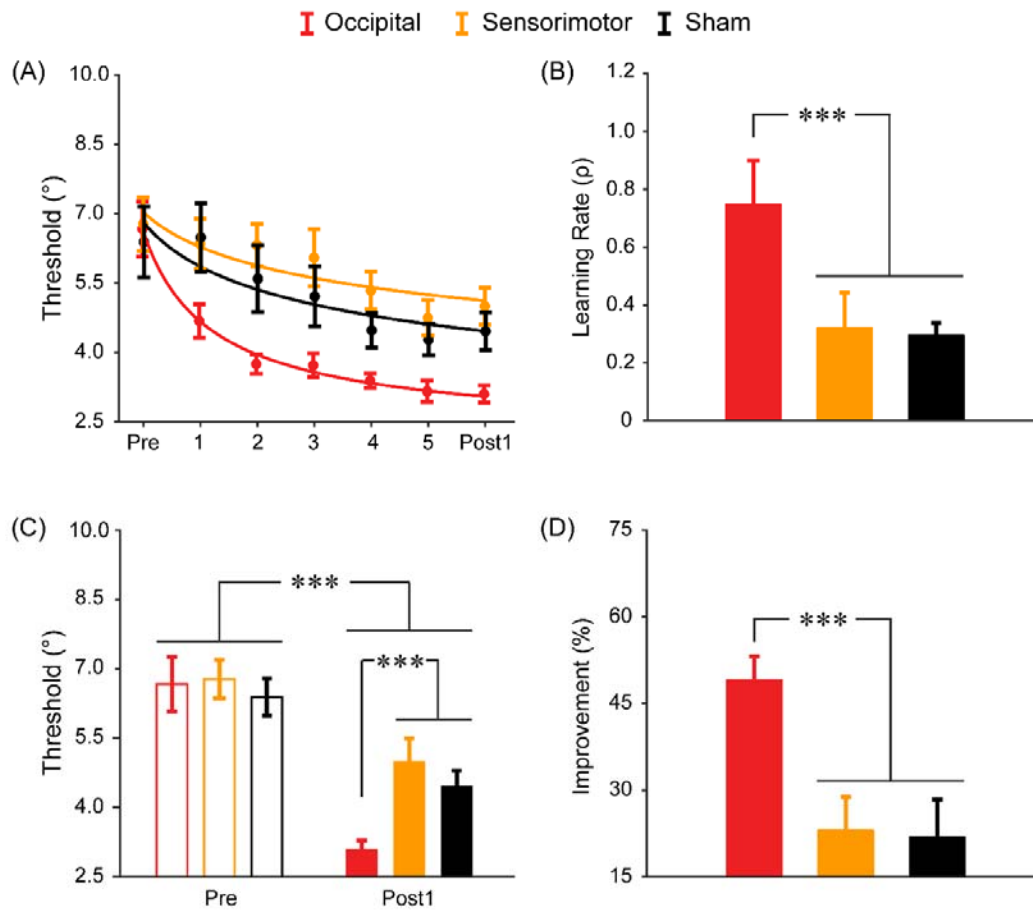 Occipital Sensorimotor Sham
(A)
Threshold (°)
10.0
8.5
7.0
5.5
4.0
2.5
Pre 1 2 3 4 5 Post1
(B)
Learning Rate (ρ)
1.2
1.0
0.8
0.6
0.4
0.2
0
***
(C)
Threshold (°)
10.0
8.5
7.0
5.5
4.0
2.5
***
***
Pre Post1
(D)
Improvement (%)
75
60
45
30
15
***